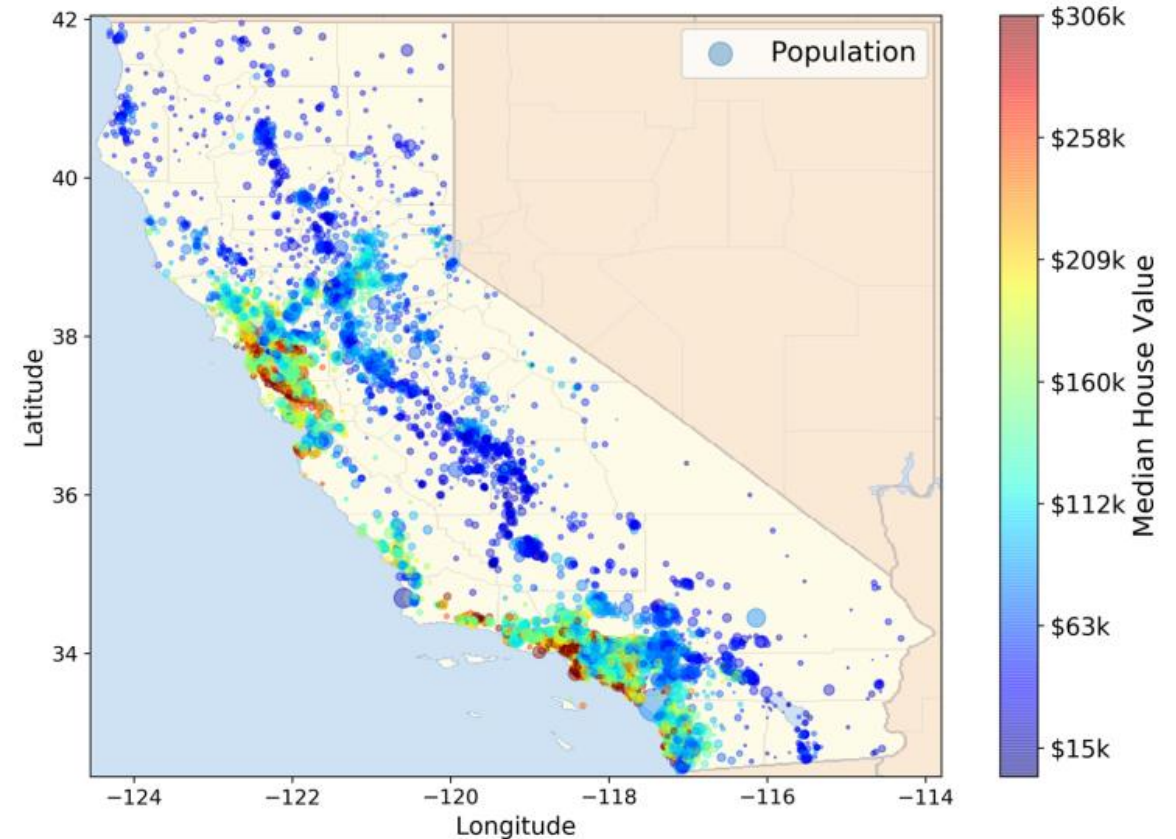 42
40
38
36
34
Latitude
−124
−122
−120
−118
−116
−114
Longitude
Population
$306k
$258k
$209k
$160k
$112k
$63k
$15k
Median House Value